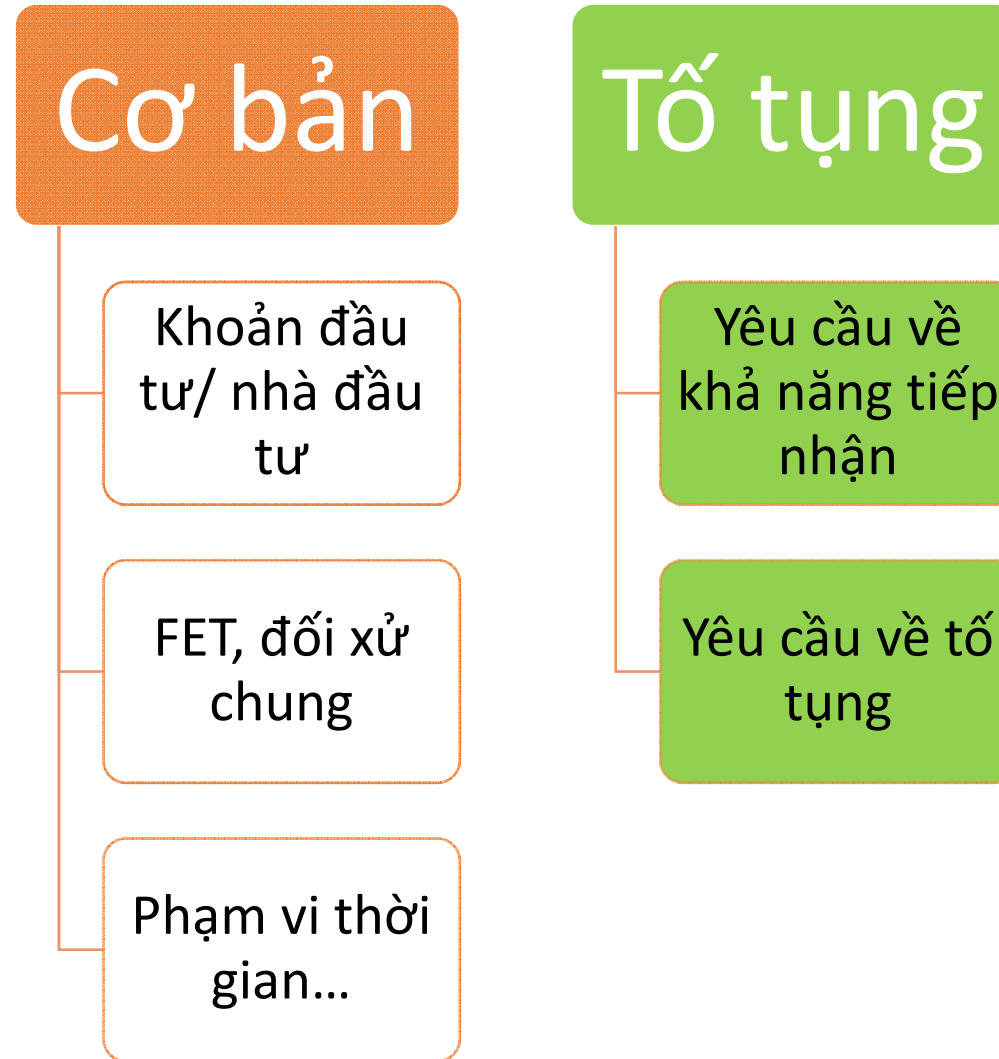 Cơ bản
Khoản đầu
tư/ nhà đầu
tư
FET, đối xử
chung
Phạm vi thời
gian...
Tố tụng
Yêu cầu về
khả năng tiếp
nhận
Yêu cầu về tố
tụng